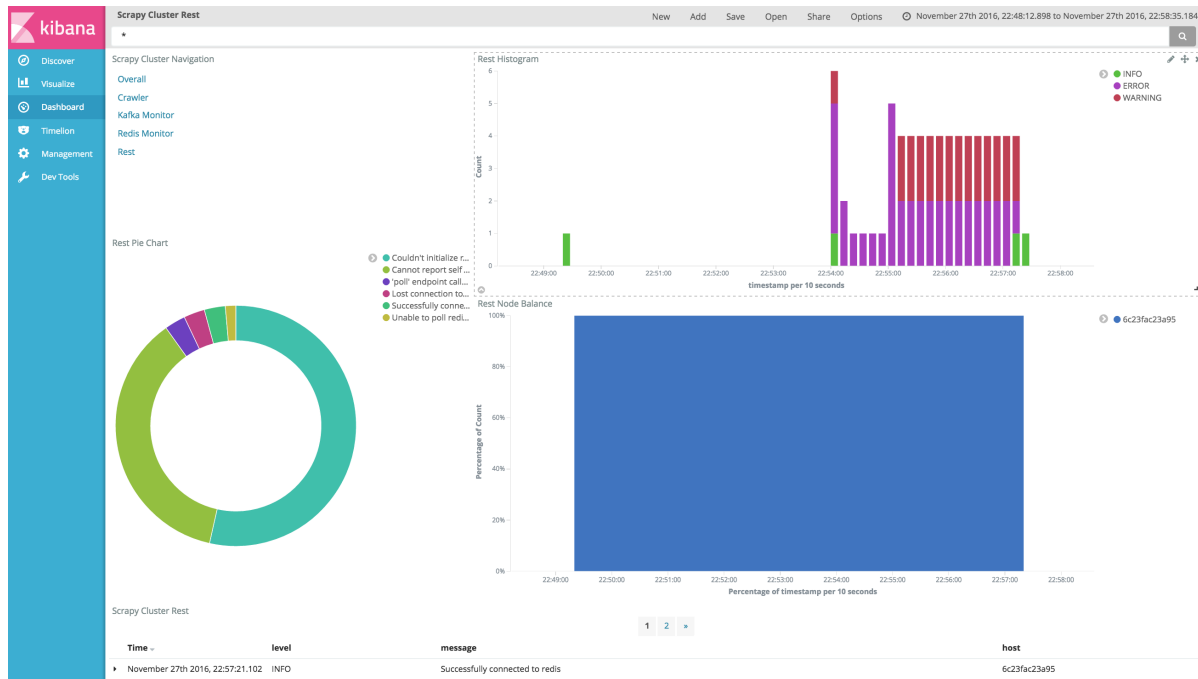 kibana
Discover
Visualize
Dashboard
Timelion
Management
Dev Tools
Scrapy Cluster Rest
New Add Save Open Share Options November 27th 2016, 22:48:12.898 to November 27th 2016, 22:58:35.184
*
Scrapy Cluster Navigation
Overall
Crawler
Kafka Monitor
Redis Monitor
Rest
Rest Histogram
6
5
4
3
2
1
0
Count
22:49:00 22:50:00 22:51:00 22:52:00 22:53:00 22:54:00 22:55:00 22:56:00 22:57:00 22:58:00
timestamp per 10 seconds
INFO
ERROR
WARNING
Rest Pie Chart
Couldn't initialize r...
Cannot report self ...
'poll' endpoint call...
Lost connection to...
Successfully conne...
Unable to poll redi...
Rest Node Balance
100%
80%
60%
40%
20%
0%
Percentage of Count
22:49:00 22:50:00 22:51:00 22:52:00 22:53:00 22:54:00 22:55:00 22:56:00 22:57:00 22:58:00
Percentage of timestamp per 10 seconds
6c23fac23a95
Scrapy Cluster Rest
1 2 »
Time level message host
November 27th 2016, 22:57:21.102 INFO Successfully connected to redis 6c23fac23a95